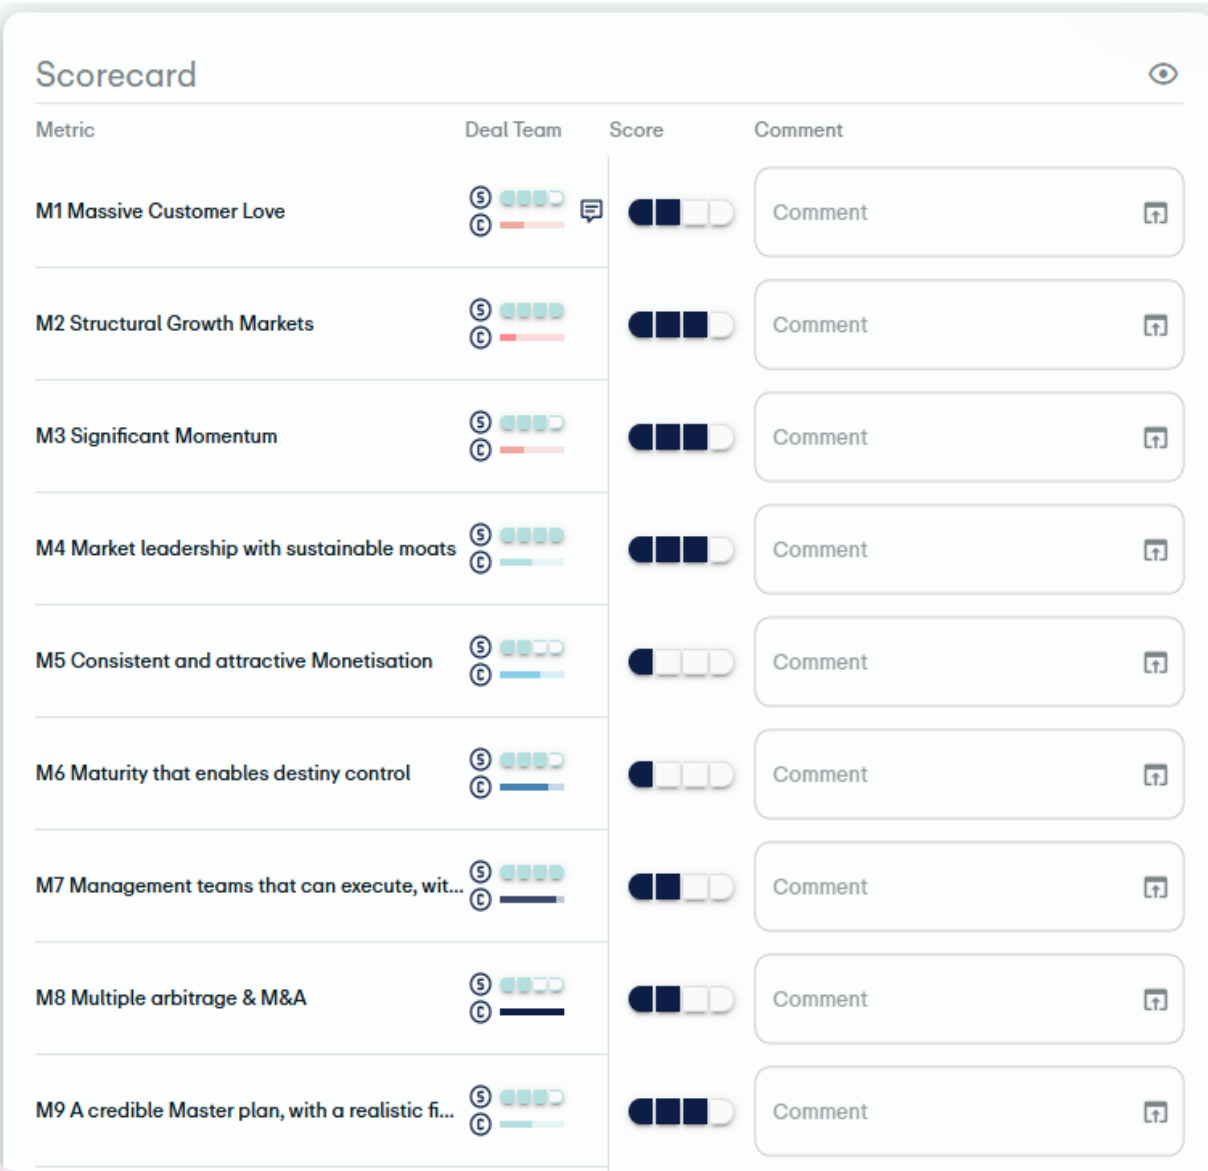 Scorecard
Metric Deal Team Score Comment
S
M1 Massive Customer Love Comment
C
S
M2 Structural Growth Markets Comment
C
S
M3 Significant Momentum Comment
C
S
M4 Market leadership with sustainable moats Comment
C
S
M5 Consistent and attractive Monetisation Comment
C
S
M6 Maturity that enables destiny control Comment
C
S
M7 Management teams that can execute, wit... Comment
C
S
M8 Multiple arbitrage & M&A Comment
C
S
M9 A credible Master plan, with a realistic fi... Comment
C